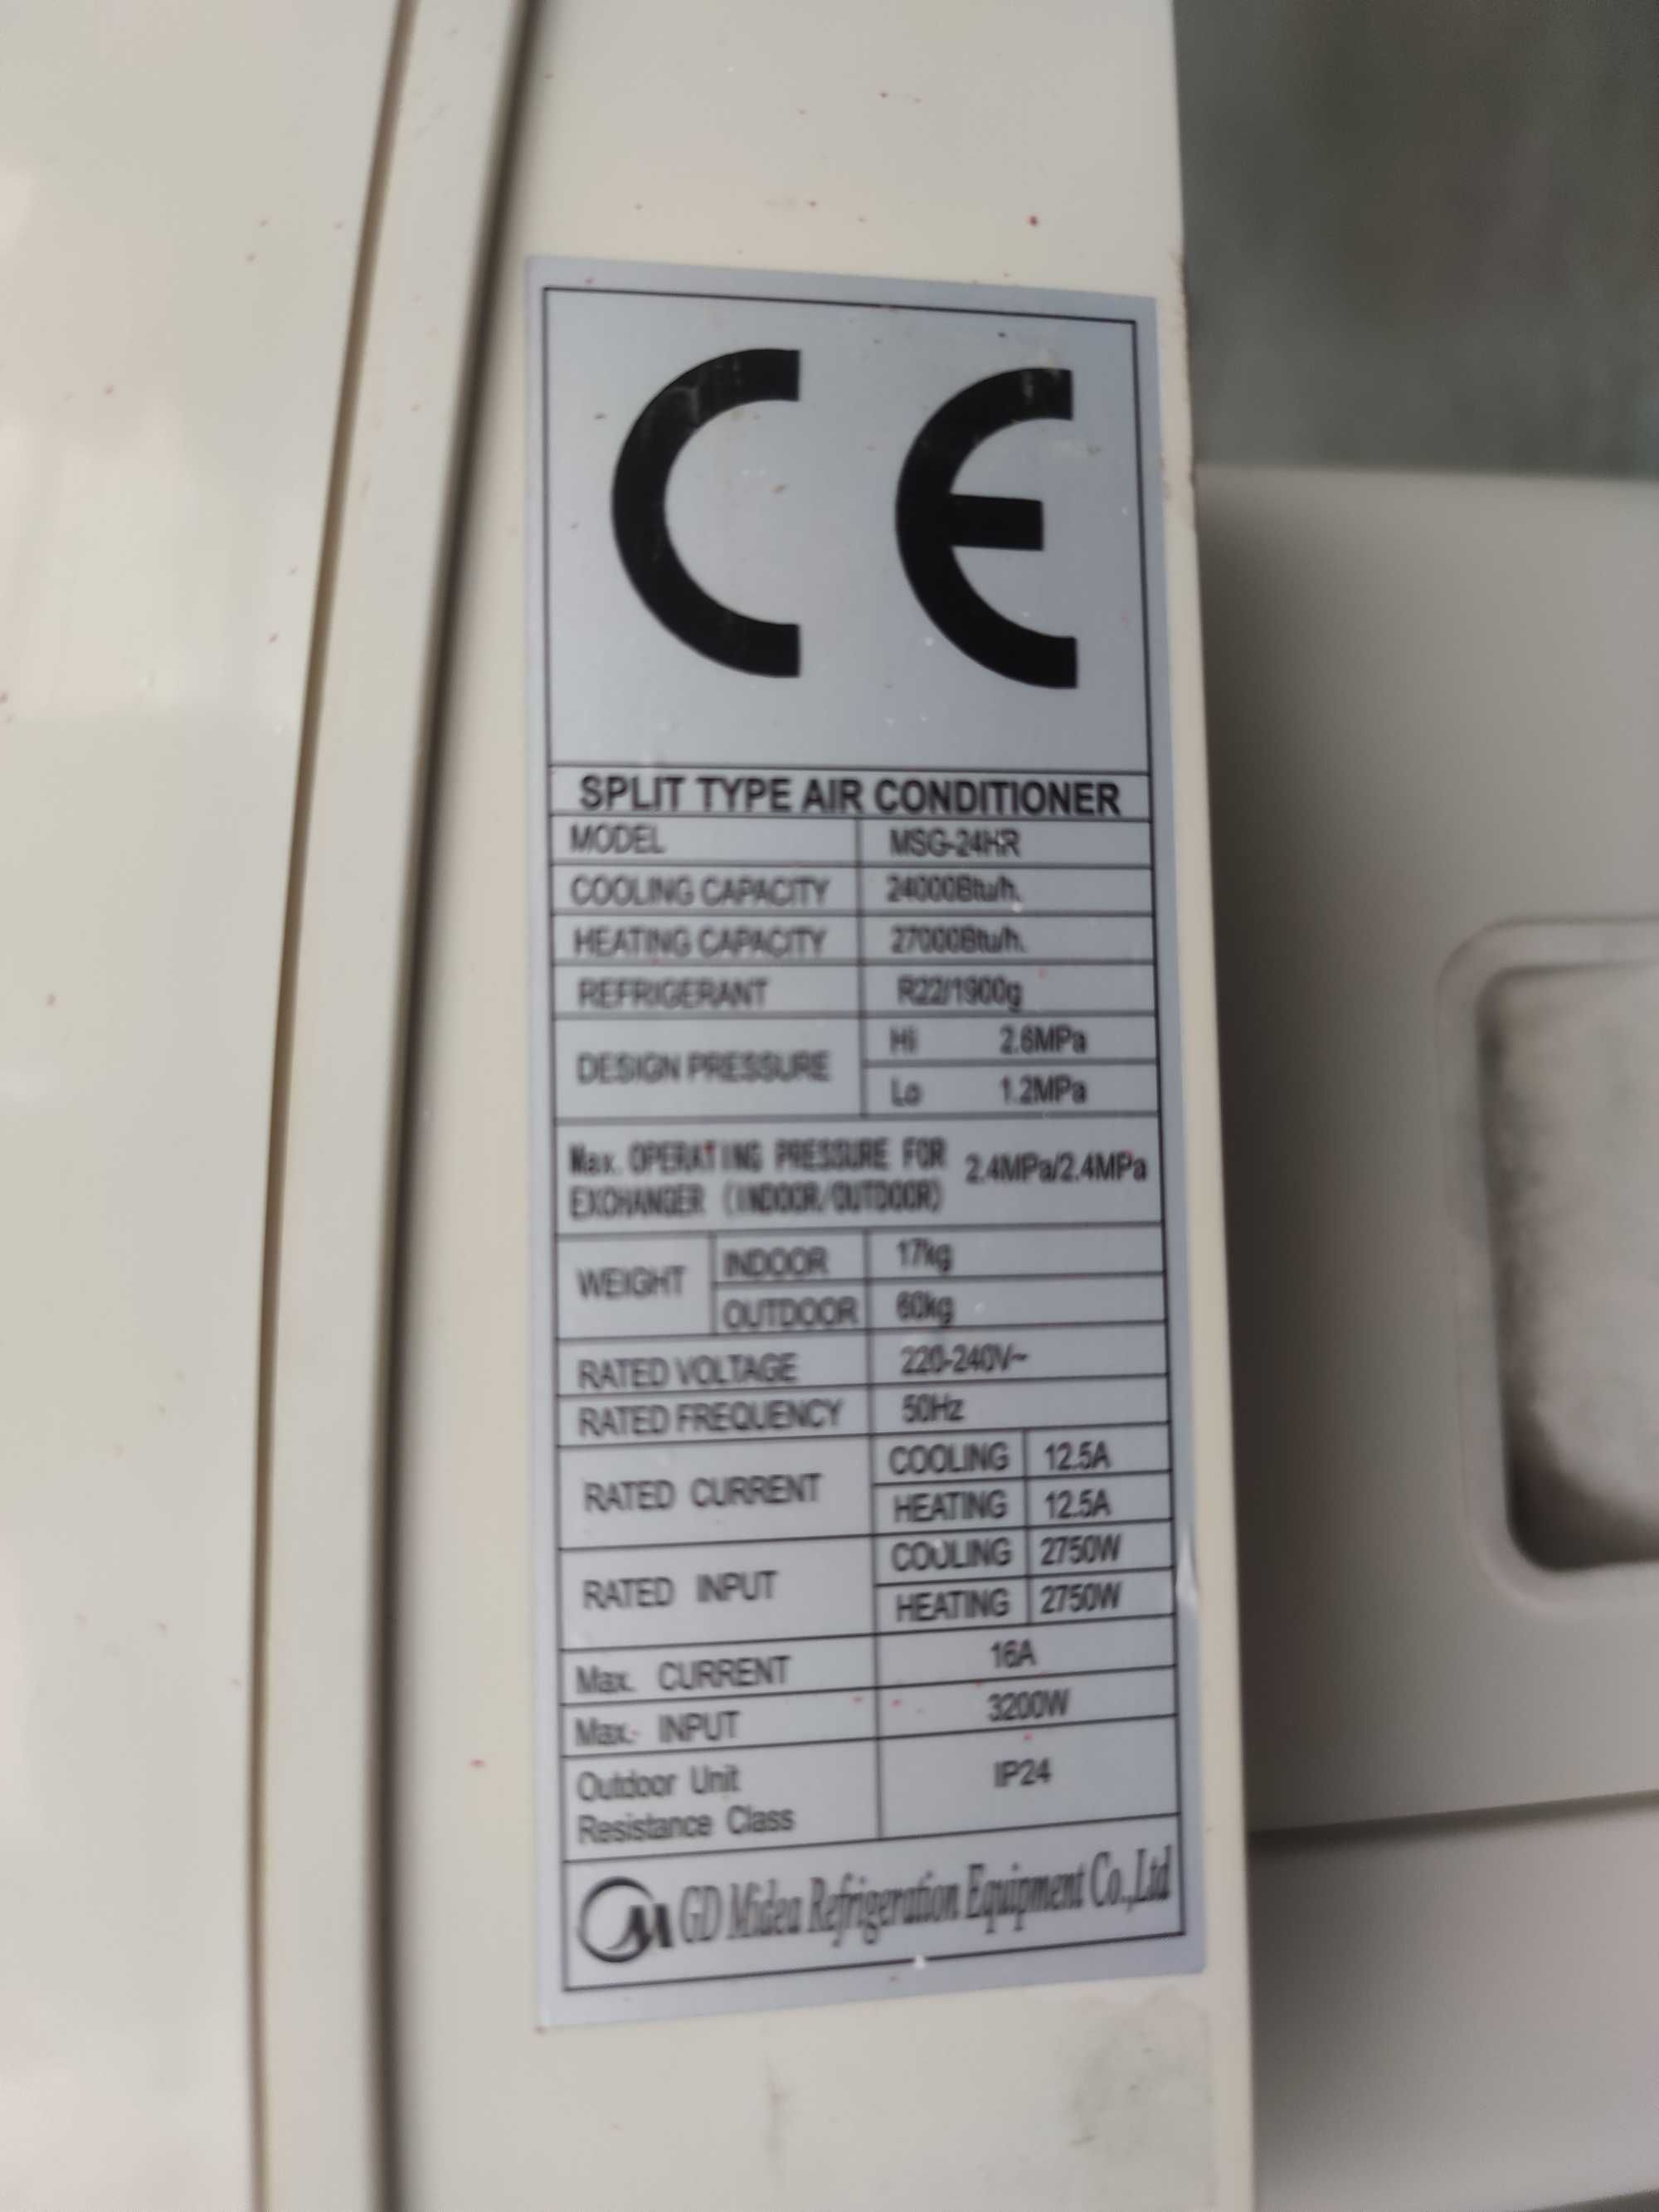 CE
SPLIT TYPE AIR CONDITIONER
MODEL MSG-24HR
COOLING CAPACITY 24000Btu/h.
HEATING CAPACITY 27000Btu/h.
REFRIGERANT R22/1900g
DESIGN PRESSURE Hi 2.6MPa
Lo 1.2MPa
Max. OPERATING PRESSURE FOR
EXCHANGER (INDOOR/OUTDOOR) 2.4MPa/2.4MPa
WEIGHT INDOOR 17kg
OUTDOOR 60kg
RATED VOLTAGE 220-240V~
RATED FREQUENCY 50Hz
RATED CURRENT COOLING 12.5A
HEATING 12.5A
RATED INPUT COOLING 2750W
HEATING 2750W
Max. CURRENT 16A
Max. INPUT 3200W
Outdoor Unit
Resistance Class IP24
GD Midea Refrigeration Equipment Co.,Ltd